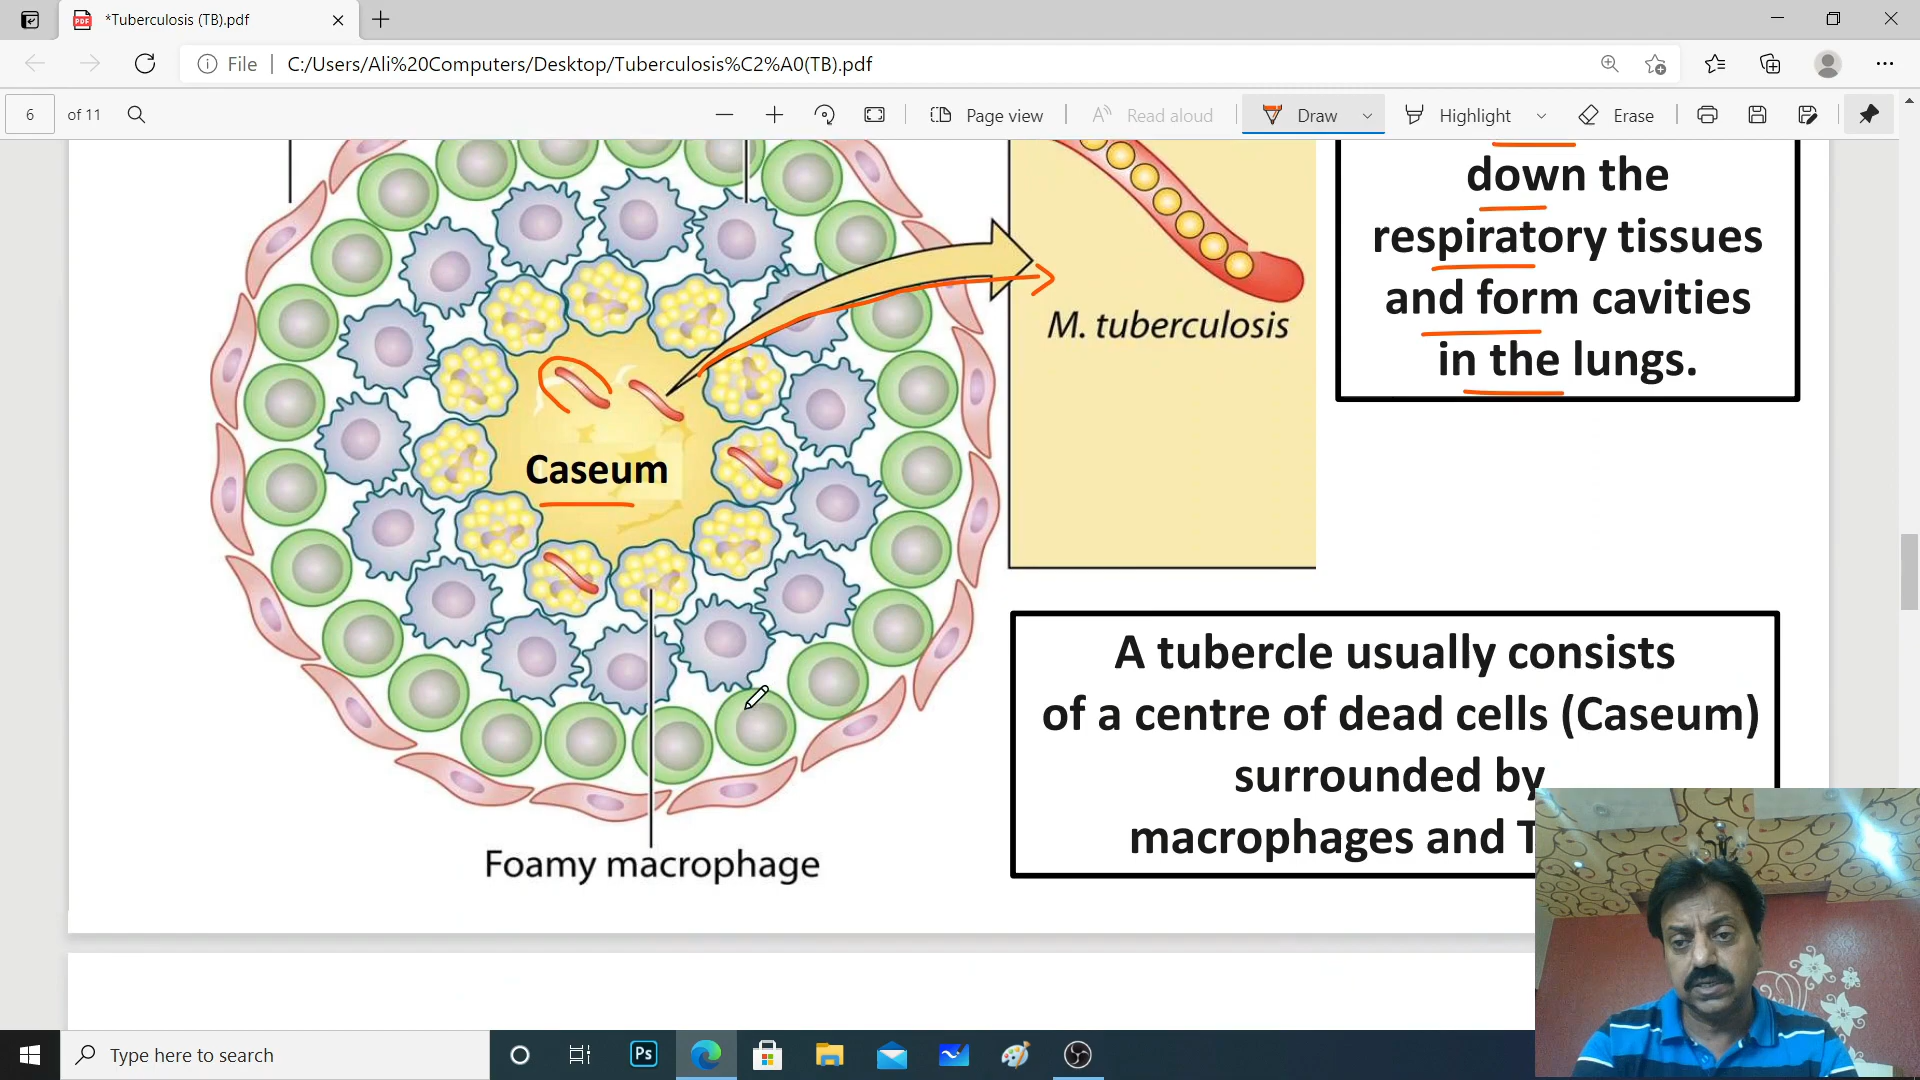 *Tuberculosis (TB).pdf
File
C:/Users/Ali%20Computers/Desktop/Tuberculosis%C2%A0(TB).pdf
6 of 11
Page view
Read aloud
Draw
Highlight
Erase
down the
respiratory tissues
and form cavities
in the lungs.
M. tuberculosis
Caseum
A tubercle usually consists
of a centre of dead cells (Caseum)
surrounded by
macrophages and T
Foamy macrophage
Type here to search
Ps